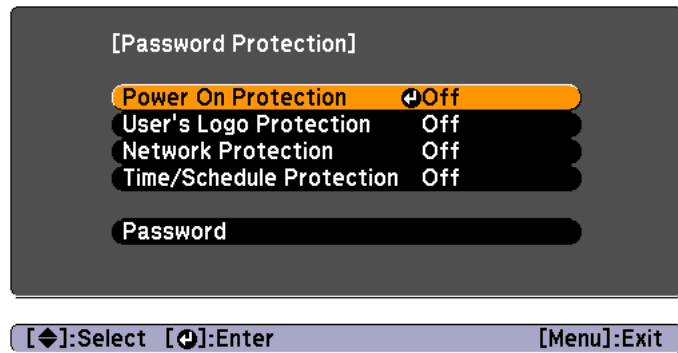 [Password Protection]
Power On Protection Off
User's Logo Protection Off
Network Protection Off
Time/Schedule Protection Off
Password
[◆]:Select [↵]:Enter [Menu]:Exit